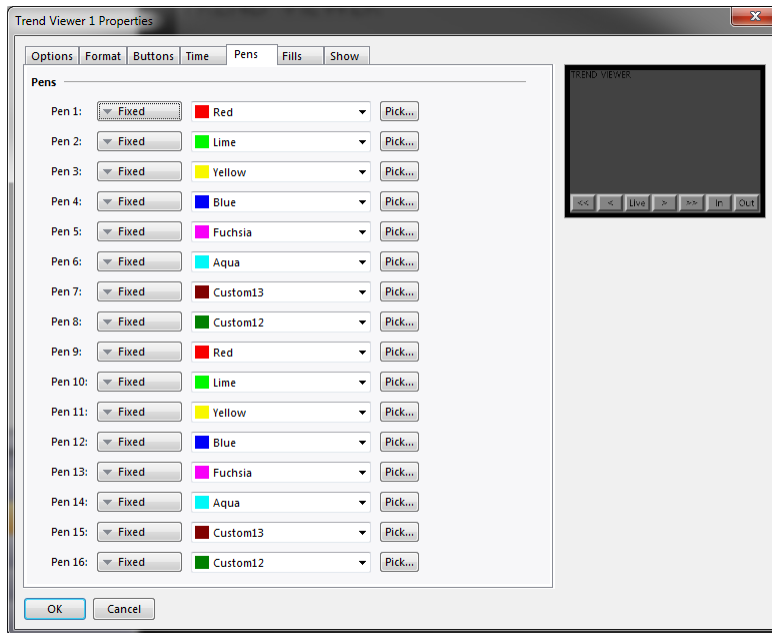 Trend Viewer 1 Properties
Options Format Buttons Time Pens Fills Show
Pens
Pen 1: Fixed Red Pick...
Pen 2: Fixed Lime Pick...
Pen 3: Fixed Yellow Pick...
Pen 4: Fixed Blue Pick...
Pen 5: Fixed Fuchsia Pick...
Pen 6: Fixed Aqua Pick...
Pen 7: Fixed Custom13 Pick...
Pen 8: Fixed Custom12 Pick...
Pen 9: Fixed Red Pick...
Pen 10: Fixed Lime Pick...
Pen 11: Fixed Yellow Pick...
Pen 12: Fixed Blue Pick...
Pen 13: Fixed Fuchsia Pick...
Pen 14: Fixed Aqua Pick...
Pen 15: Fixed Custom13 Pick...
Pen 16: Fixed Custom12 Pick...
OK Cancel
TREND VIEWER
<< < Live > >> In Out